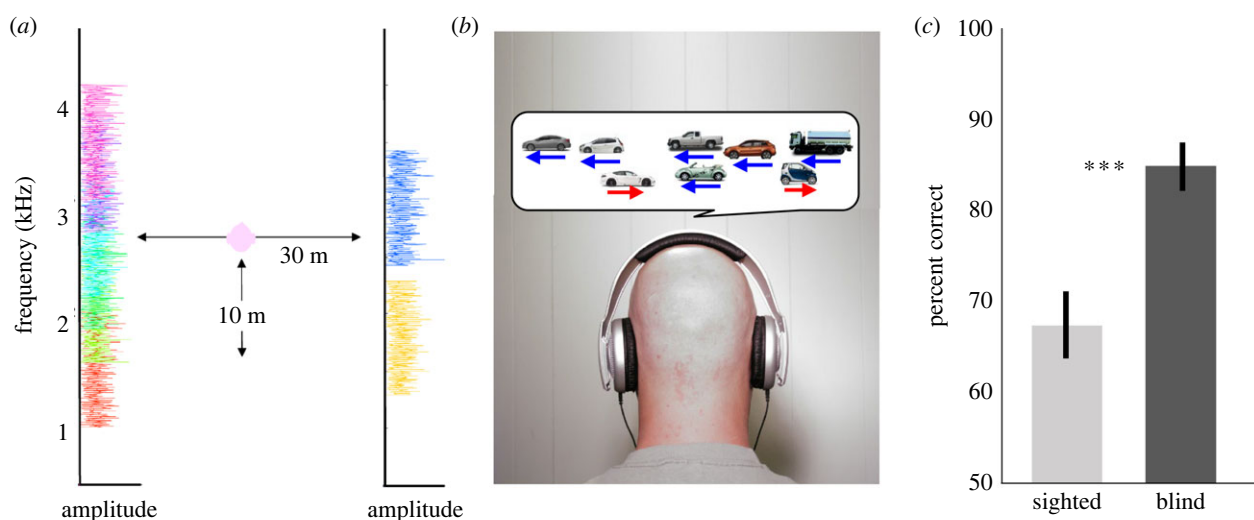 (a)
frequency (kHz)
4
3
2
1
30 m
10 m
amplitude
amplitude
(b)
(c)
percent correct
100
90
80
70
60
50
***
sighted
blind